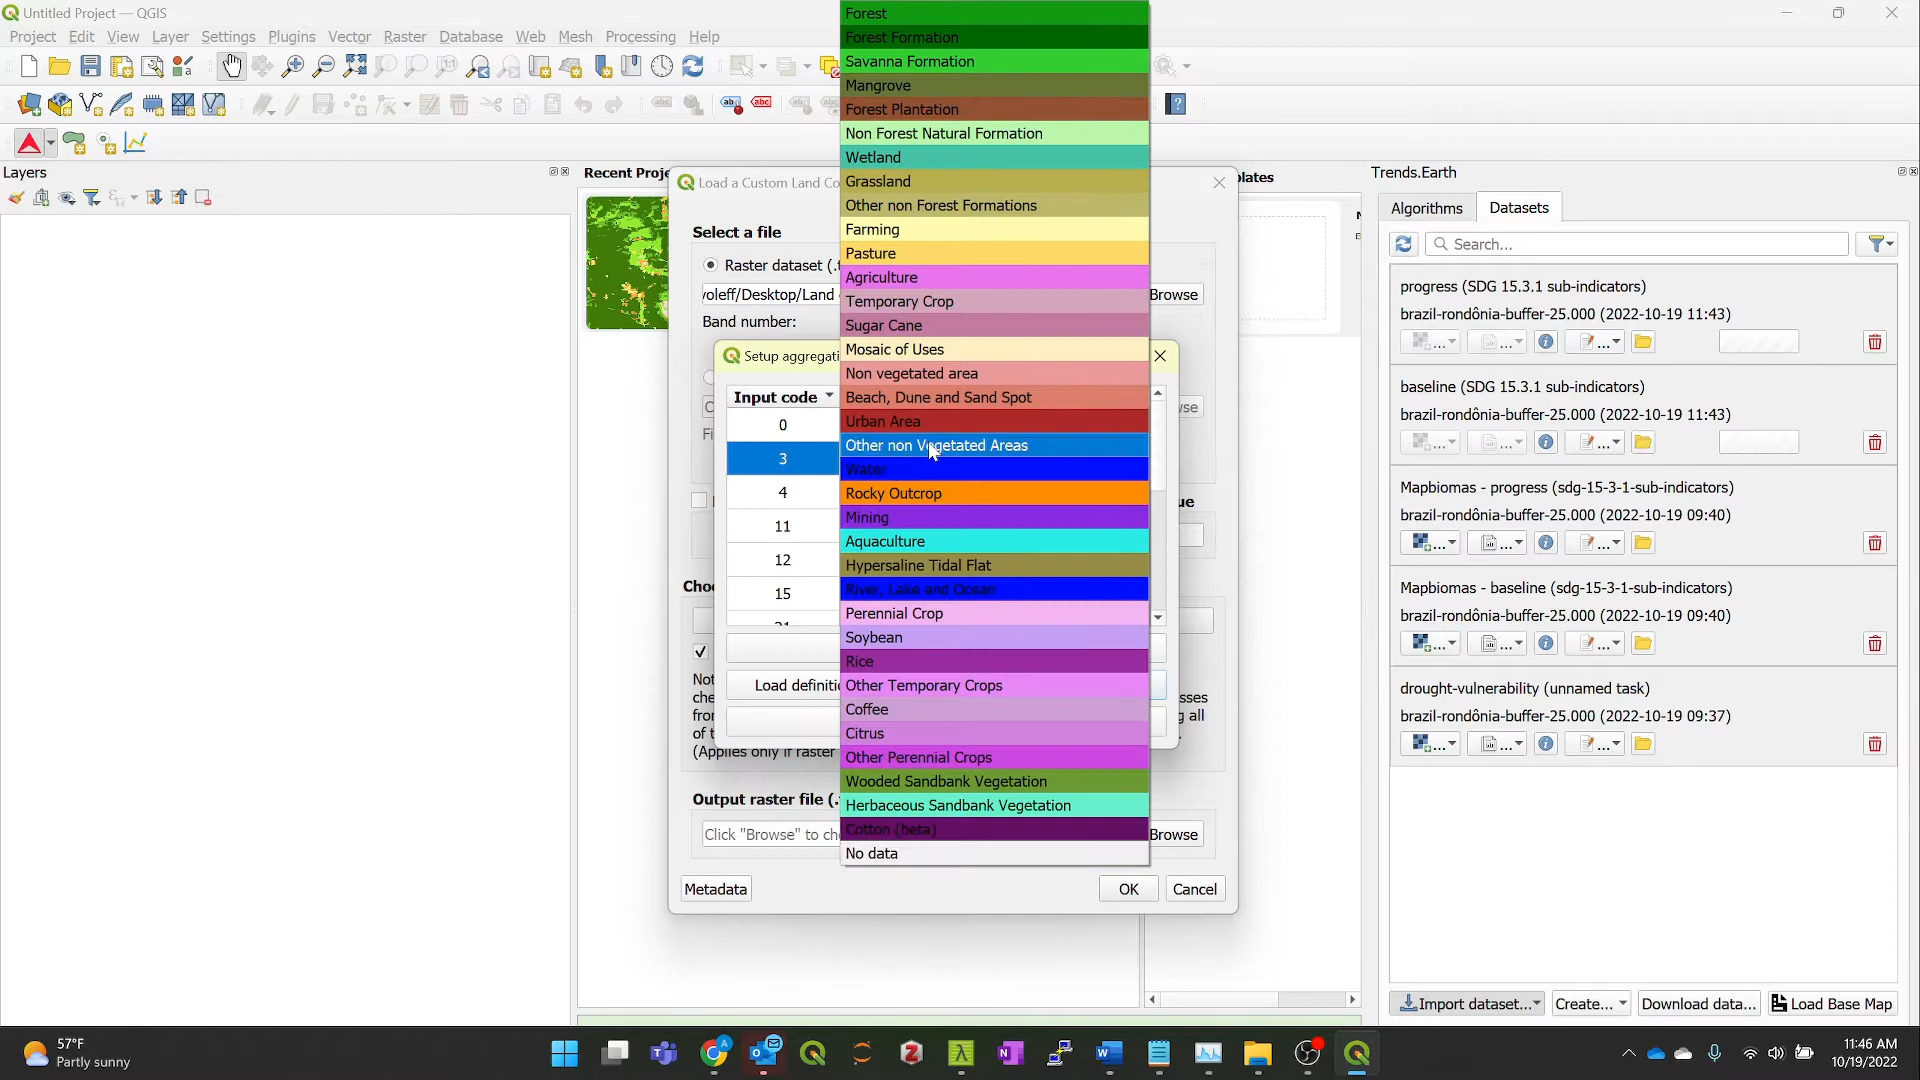 Untitled Project — QGIS
Project Edit View Layer Settings Plugins Vector Raster Database Web Mesh Processing Help
Layers
Recent Proje
plates
Load a Custom Land Co
Select a file
Raster dataset (.
voleff/Desktop/Land
Browse
Band number:
Setup aggregati
Input code
0
3
4
11
12
15
Load definiti
Forest
Forest Formation
Savanna Formation
Mangrove
Forest Plantation
Non Forest Natural Formation
Wetland
Grassland
Other non Forest Formations
Farming
Pasture
Agriculture
Temporary Crop
Sugar Cane
Mosaic of Uses
Non vegetated area
Beach, Dune and Sand Spot
Urban Area
Other non Vegetated Areas
Water
Rocky Outcrop
Mining
Aquaculture
Hypersaline Tidal Flat
River, Lake and Ocean
Perennial Crop
Soybean
Rice
Other Temporary Crops
Coffee
Citrus
Other Perennial Crops
Wooded Sandbank Vegetation
Herbaceous Sandbank Vegetation
Cotton (beta)
No data
wse
ue
Choo
Not
che
fro
of t
sses
g all
(Applies only if raster
Output raster file (.
Click "Browse" to ch
Browse
Metadata
OK
Cancel
Trends.Earth
Algorithms
Datasets
Search...
progress (SDG 15.3.1 sub-indicators)
brazil-rondônia-buffer-25.000 (2022-10-19 11:43)
baseline (SDG 15.3.1 sub-indicators)
brazil-rondônia-buffer-25.000 (2022-10-19 11:43)
Mapbiomas - progress (sdg-15-3-1-sub-indicators)
brazil-rondônia-buffer-25.000 (2022-10-19 09:40)
Mapbiomas - baseline (sdg-15-3-1-sub-indicators)
brazil-rondônia-buffer-25.000 (2022-10-19 09:40)
drought-vulnerability (unnamed task)
brazil-rondônia-buffer-25.000 (2022-10-19 09:37)
Import dataset...
Create...
Download data...
Load Base Map
57°F
Partly sunny
11:46 AM
10/19/2022